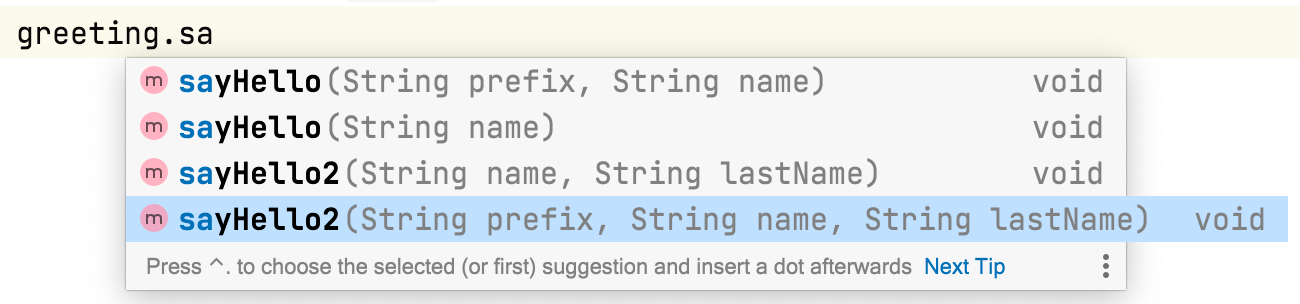 greeting.sa
m sayHello(String prefix, String name) void
m sayHello(String name) void
m sayHello2(String name, String lastName) void
m sayHello2(String prefix, String name, String lastName) void
Press ^. to choose the selected (or first) suggestion and insert a dot afterwards Next Tip